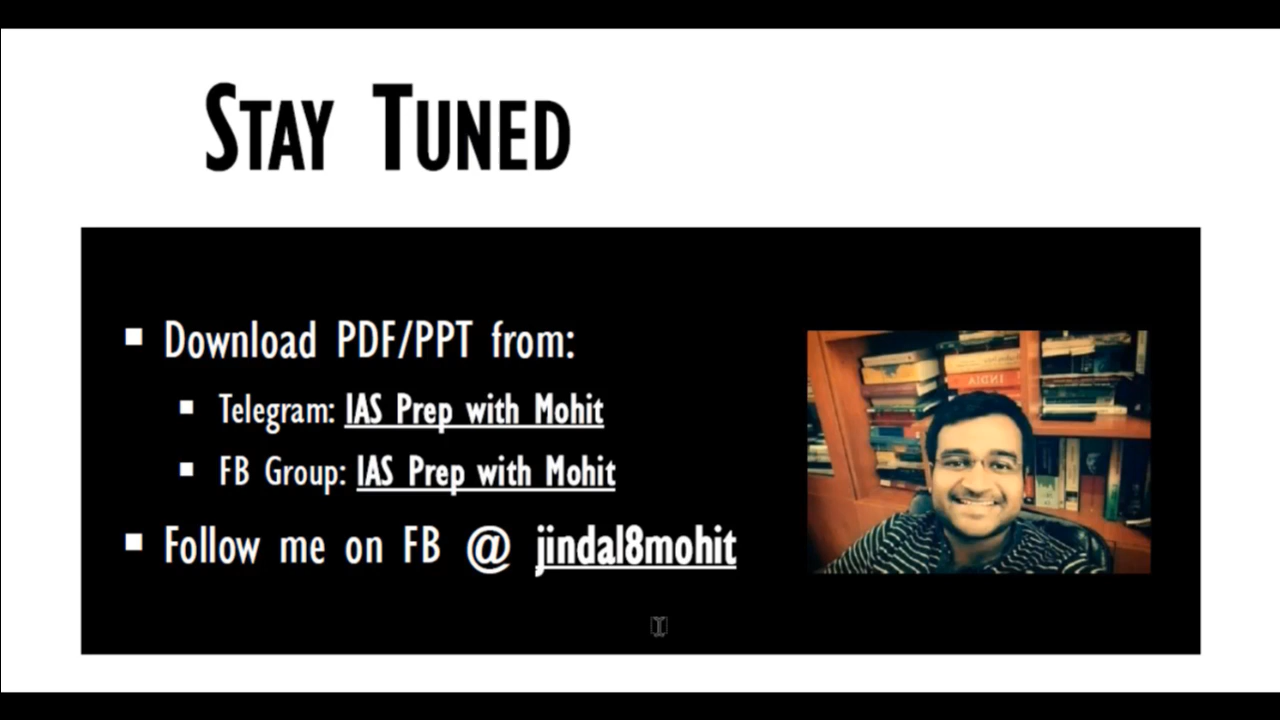 STAY TUNED
Download PDF/PPT from:
Telegram: IAS Prep with Mohit
FB Group: IAS Prep with Mohit
Follow me on FB @ jindal8mohit
INDIA